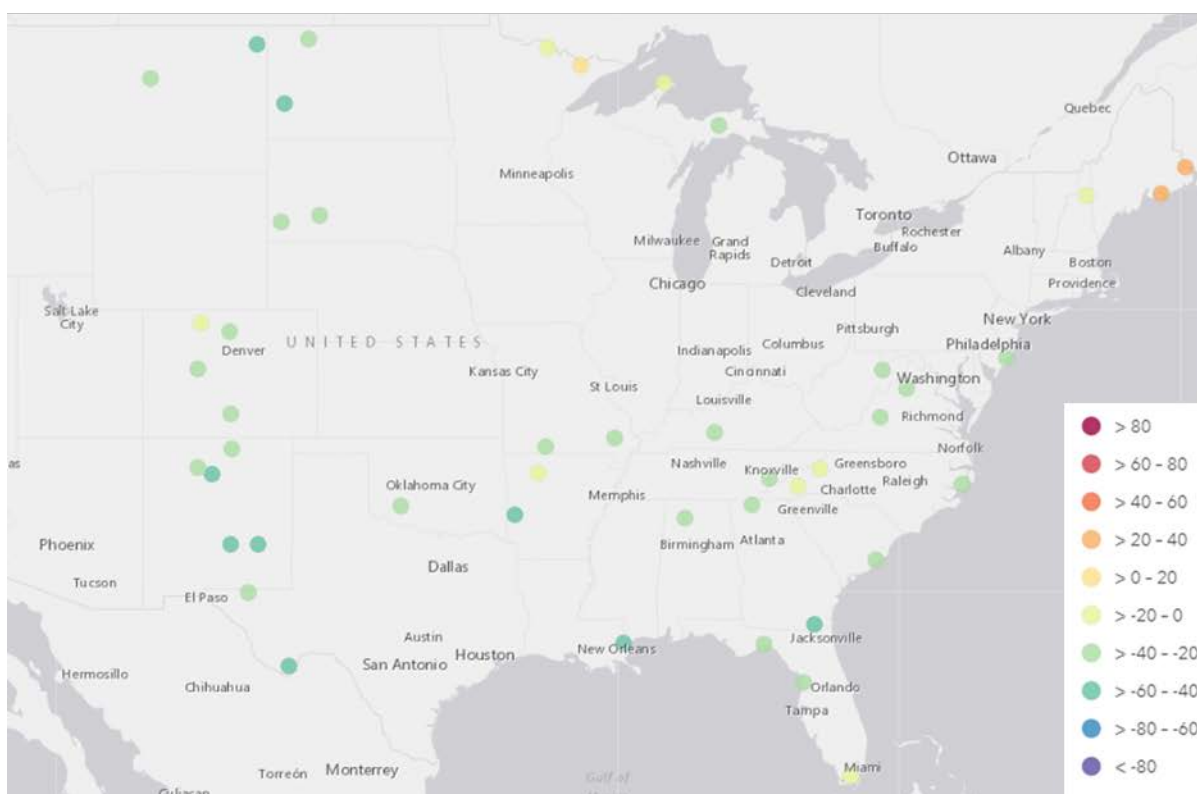 Quebec
Ottawa
Minneapolis
Toronto
Rochester
Milwaukee
Grand
Rapids
Buffalo
Albany
Detroit
Boston
Chicago
Cleveland
Providence
Salt Lake
City
New York
Pittsburgh
UNITED STATES
Denver
Indianapolis
Columbus
Philadelphia
Kansas City
Cincinnati
Washington
St Louis
Louisville
Richmond
Norfolk
as
Nashville
Knoxville
Greensboro
Oklahoma City
Memphis
Charlotte
Raleigh
Greenville
Phoenix
Birmingham
Atlanta
Dallas
Tucson
El Paso
Austin
Jacksonville
New Orleans
San Antonio
Houston
Hermosillo
Chihuahua
Orlando
Tampa
Torreón
Monterrey
Miami
Gulf of
> 80
> 60 - 80
> 40 - 60
> 20 - 40
> 0 - 20
> -20 - 0
> -40 - -20
> -60 - -40
> -80 - -60
< -80